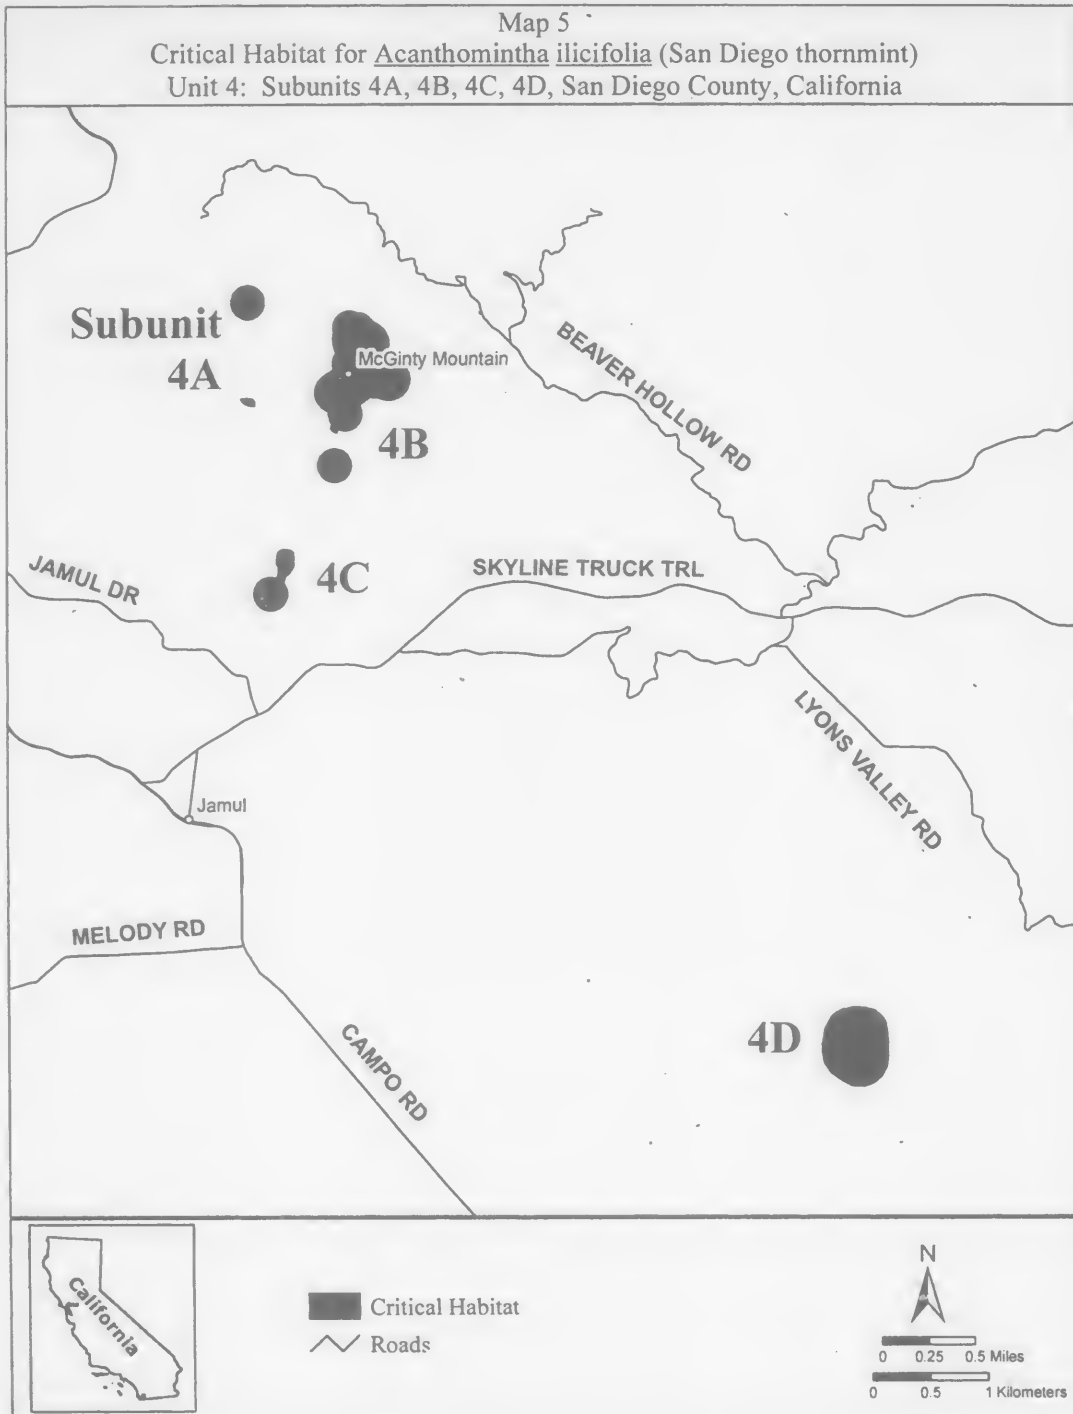 Map 5
Critical Habitat for Acanthomintha ilicifolia (San Diego thornmint)
Unit 4: Subunits 4A, 4B, 4C, 4D, San Diego County, California
Subunit
4A
McGinty Mountain
4B
BEAVER HOLLOW RD
4C
SKYLINE TRUCK TRL
JAMUL DR
LYONS VALLEY RD
Jamul
MELODY RD
CAMPO RD
4D
California
Critical Habitat
Roads
N
0 0.25 0.5 Miles
0 0.5 1 Kilometers